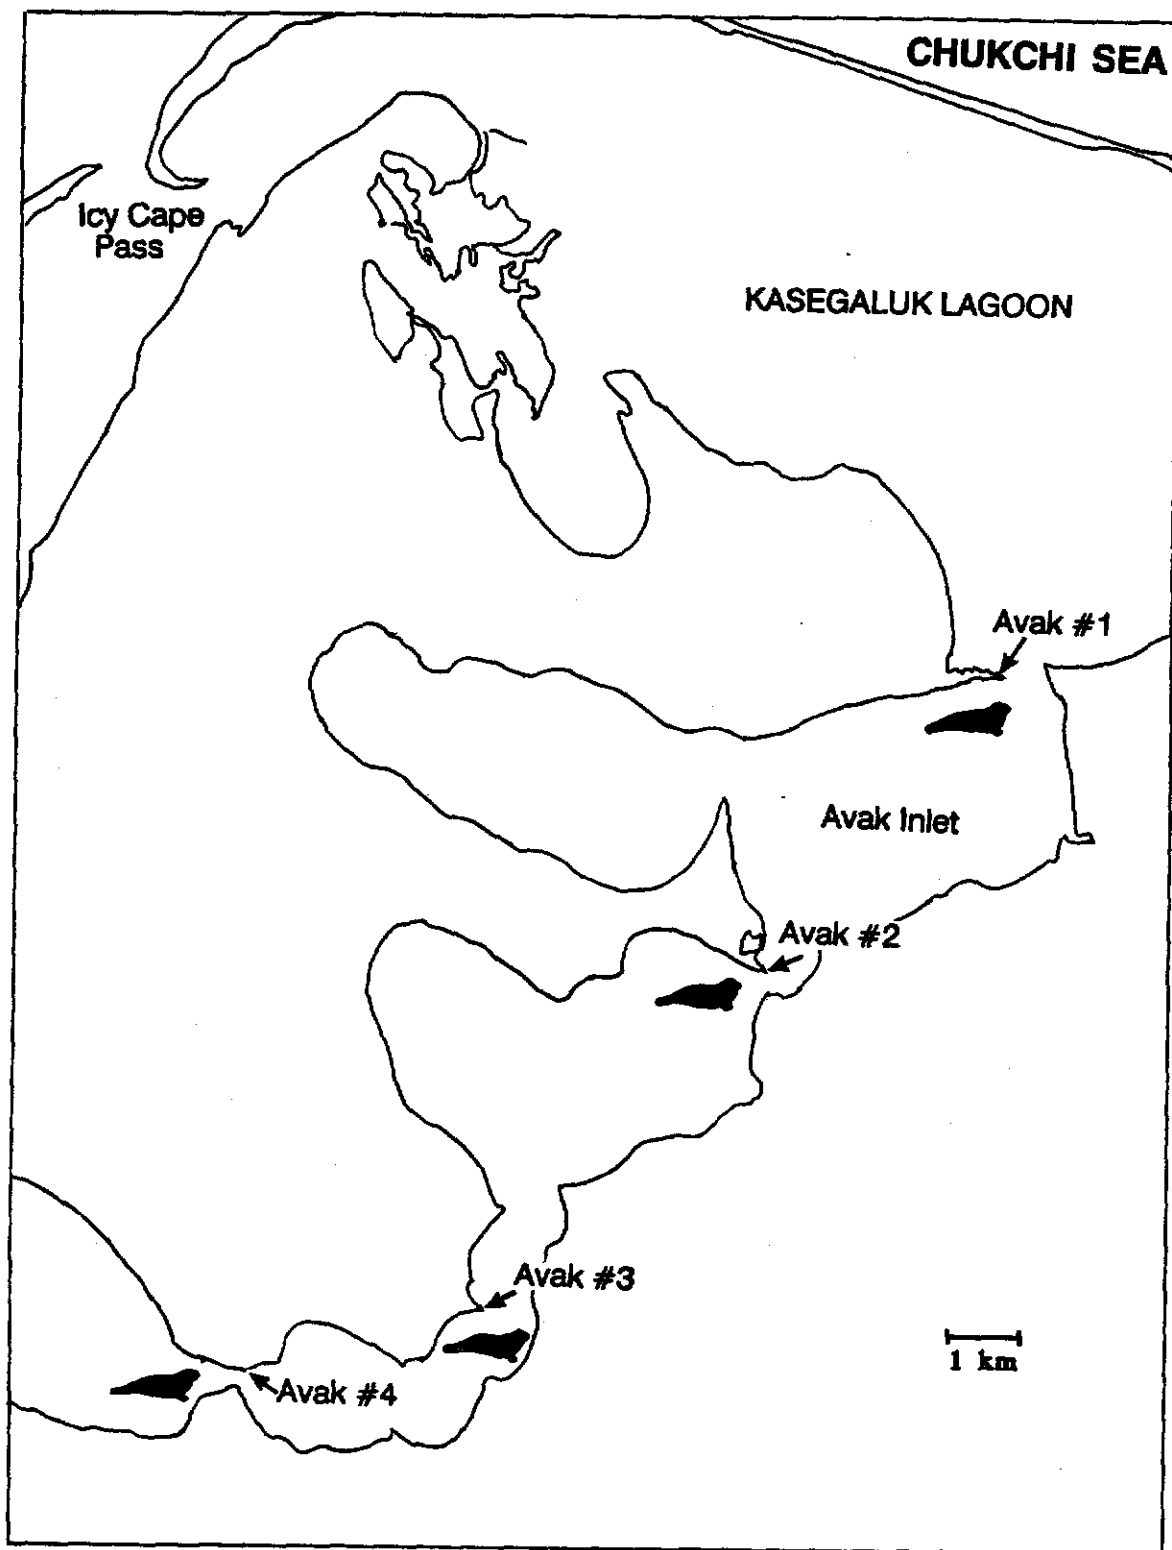 CHUKCHI SEA
Icy Cape
Pass
KASEGALUK LAGOON
Avak #1
Avak Inlet
Avak #2
Avak #3
Avak #4
1 km